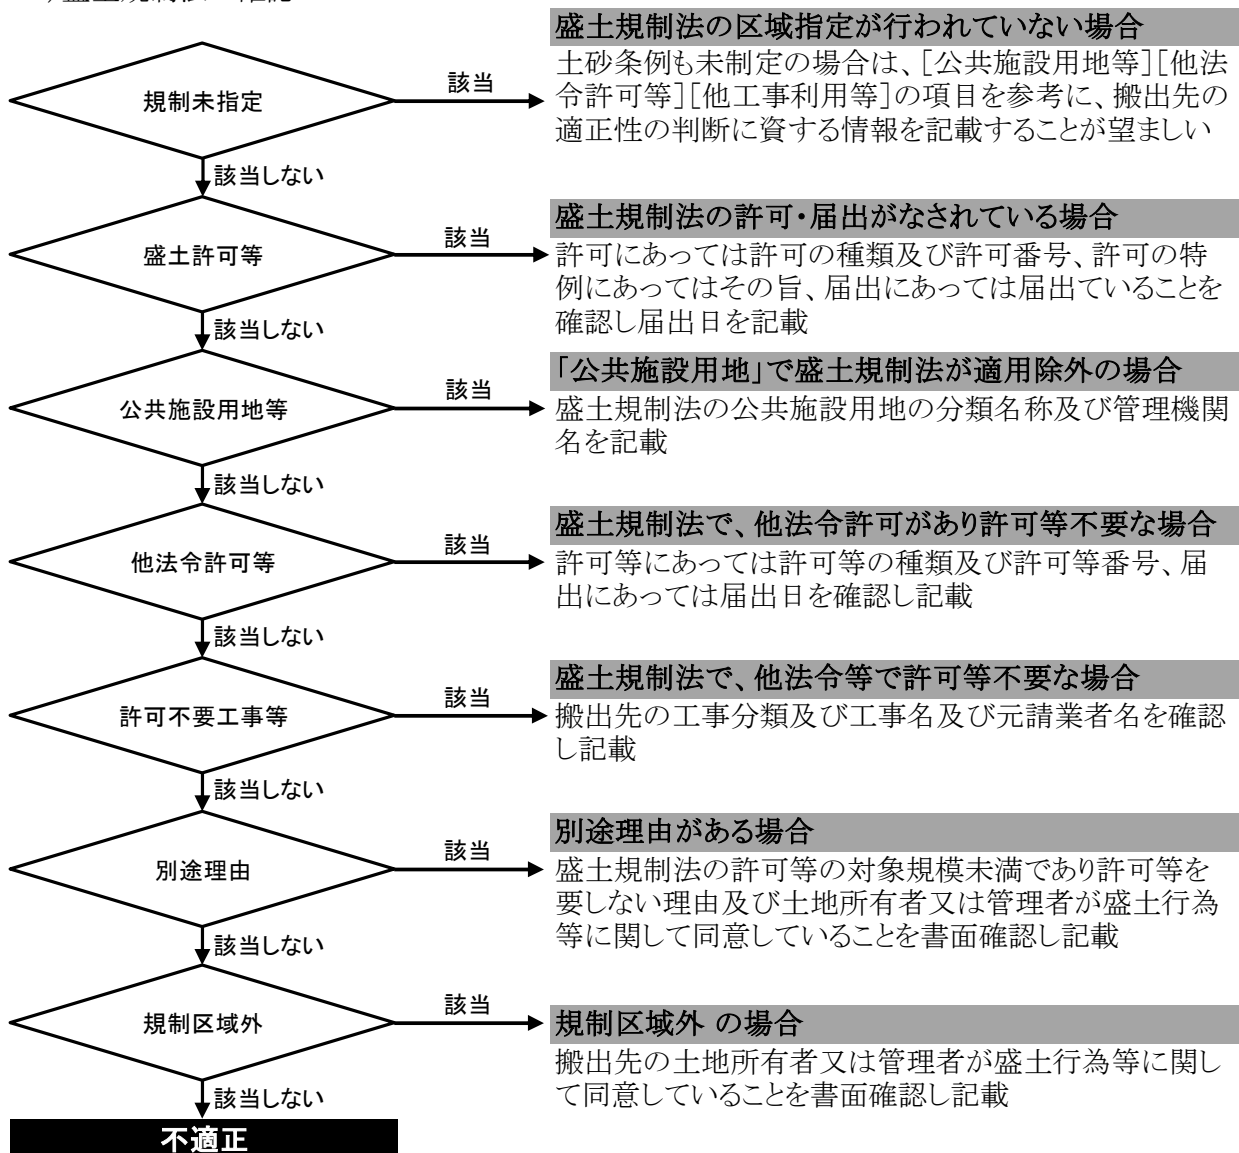 盛土規制法の区域指定が行われていない場合
規制未指定
該当
土砂条例も未制定の場合は、[公共施設用地等][他法
令許可等][他工事利用等]の項目を参考に、搬出先の
適正性の判断に資する情報を記載することが望ましい
該当しない
盛土規制法の許可・届出がなされている場合
盛土許可等
該当
許可にあっては許可の種類及び許可番号、許可の特
例にあってはその旨、届出にあっては届出ていることを
確認し届出日を記載
該当しない
「公共施設用地」で盛土規制法が適用除外の場合
公共施設用地等
該当
盛土規制法の公共施設用地の分類名称及び管理機関
名を記載
該当しない
盛土規制法で、他法令許可があり許可等不要な場合
他法令許可等
該当
許可等にあっては許可等の種類及び許可等番号、届
出にあっては届出日を確認し記載
該当しない
盛土規制法で、他法令等で許可等不要な場合
許可不要工事等
該当
搬出先の工事分類及び工事名及び元請業者名を確認
し記載
該当しない
別途理由がある場合
別途理由
該当
盛土規制法の許可等の対象規模未満であり許可等を
要しない理由及び土地所有者又は管理者が盛土行為
等に関して同意していることを書面確認し記載
該当しない
規制区域外 の場合
規制区域外
該当
搬出先の土地所有者又は管理者が盛土行為等に関し
て同意していることを書面確認し記載
該当しない
不適正